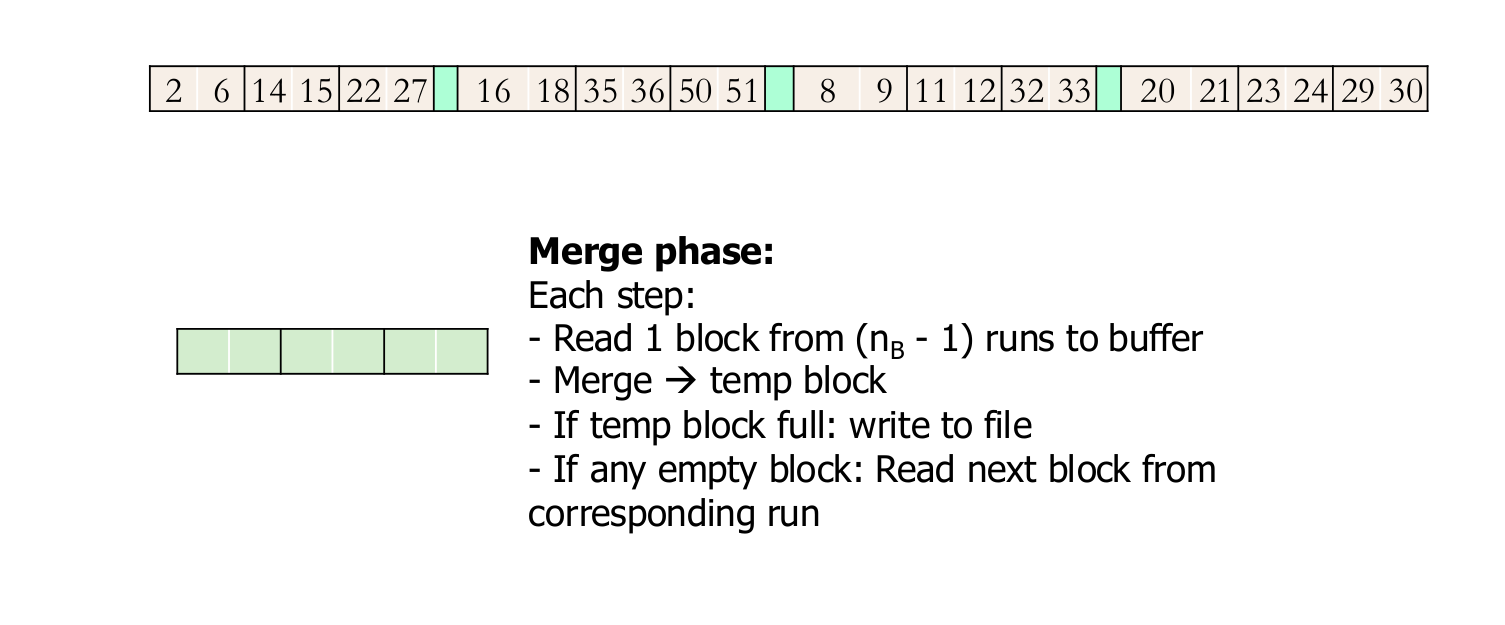 2 6 14 15 22 27 16 18 35 36 50 51 8 9 11 12 32 33 20 21 23 24 29 30
Merge phase:
Each step:
- Read 1 block from (nB - 1) runs to buffer
- Merge → temp block
- If temp block full: write to file
- If any empty block: Read next block from
corresponding run